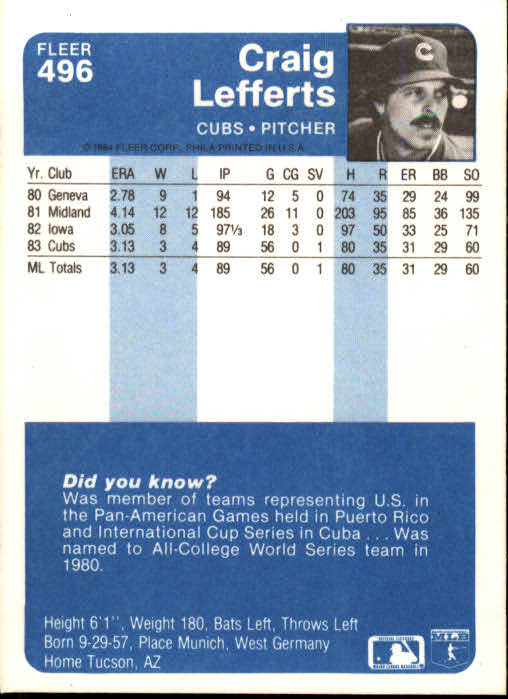 FLEER
496
Craig
Lefferts
CUBS • PITCHER
© 1984 FLEER CORP., PHILA PRINTED IN U.S.A.
C
Yr. Club ERA W L IP G CG SV H R ER BB SO
80 Geneva 2.78 9 1 94 12 5 0 74 35 29 24 99
81 Midland 4.14 12 12 185 26 11 0 203 95 85 36 135
82 Iowa 3.05 8 5 97⅓ 18 3 0 97 50 33 25 71
83 Cubs 3.13 3 4 89 56 0 1 80 35 31 29 60
ML Totals 3.13 3 4 89 56 0 1 80 35 31 29 60
Did you know?
Was member of teams representing U.S. in
the Pan-American Games held in Puerto Rico
and International Cup Series in Cuba . . . Was
named to All-College World Series team in
1980.
Height 6'1'', Weight 180, Bats Left, Throws Left
Born 9-29-57, Place Munich, West Germany
Home Tucson, AZ
MLB